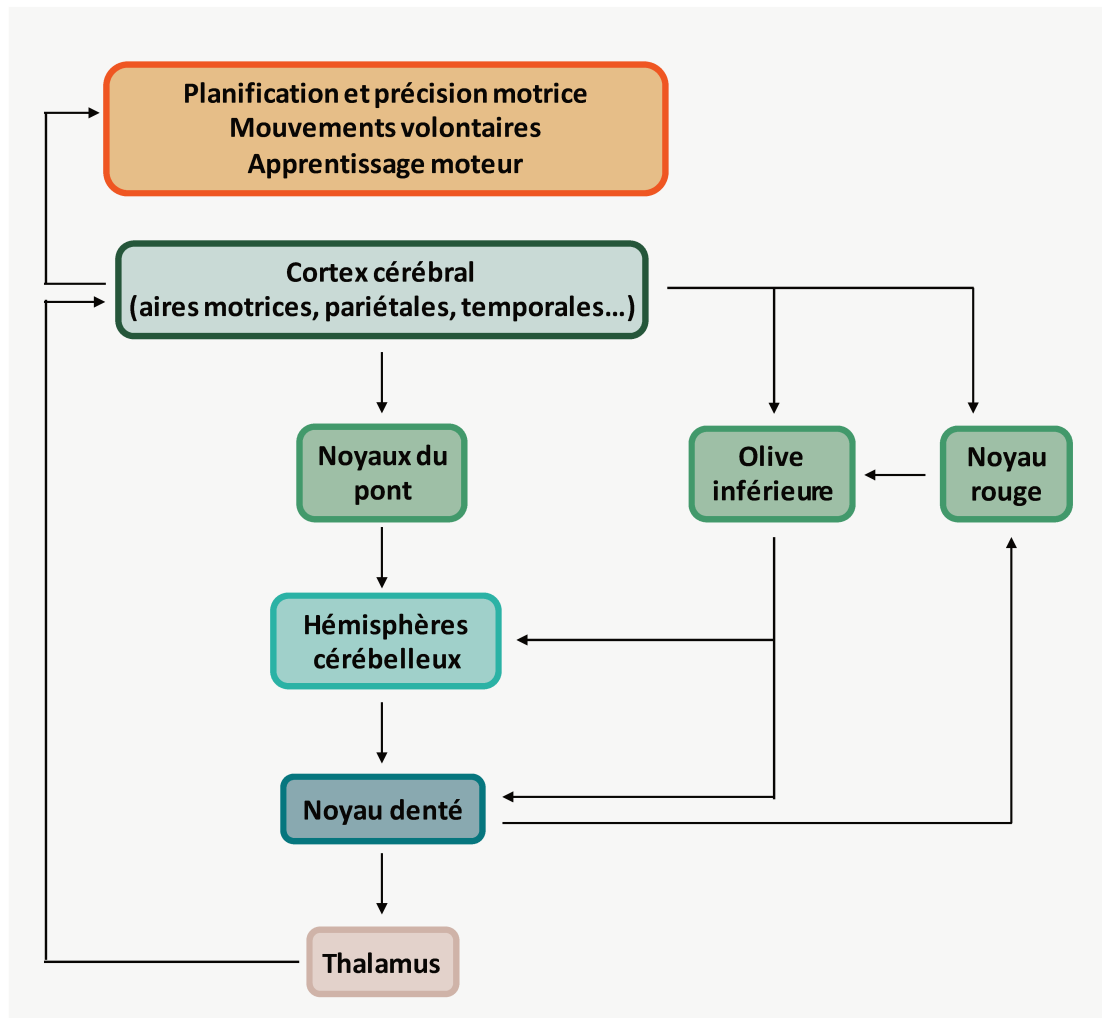 Planification et précision motrice
Mouvements volontaires
Apprentissage moteur
Cortex cérébral
(aires motrices, pariétales, temporales…)
Noyaux du
pont
Olive
inférieure
Noyau
rouge
Hémisphères
cérébelleux
Noyau denté
Thalamus